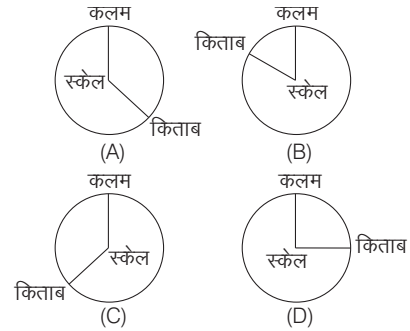 कलम
स्केल
किताब
(A)
कलम
किताब
स्केल
(B)
कलम
स्केल
किताब
(C)
कलम
स्केल
किताब
(D)